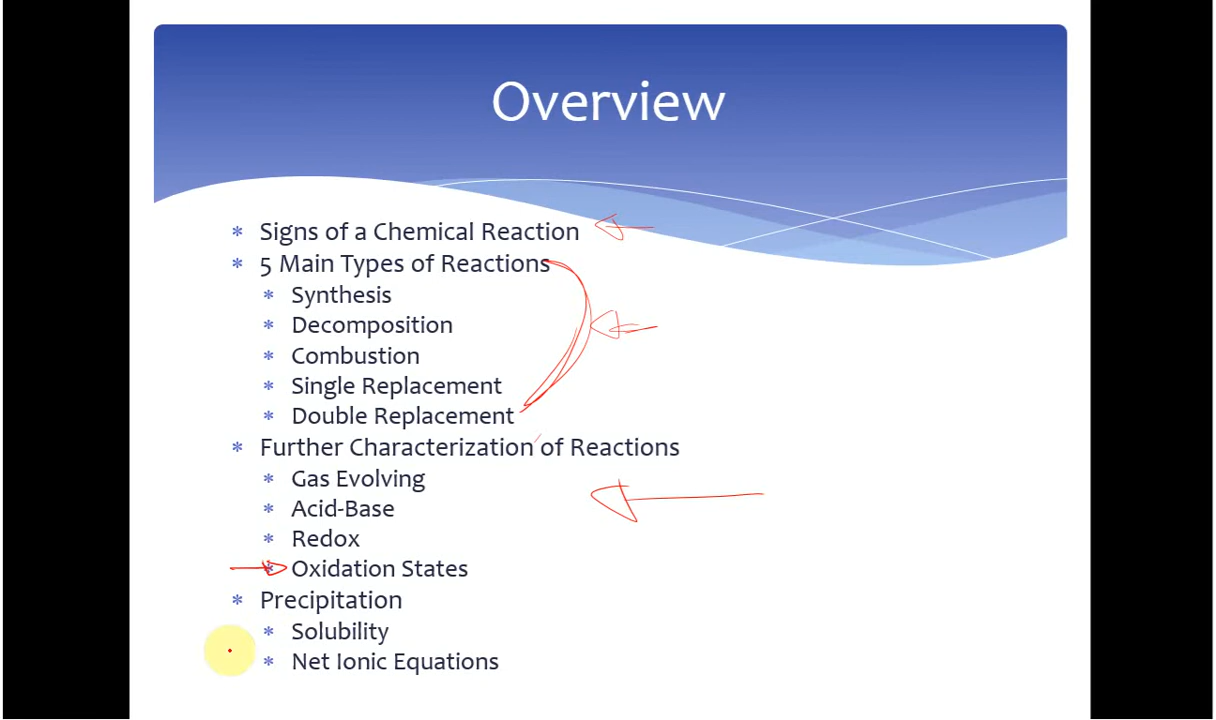 Overview
* Signs of a Chemical Reaction
* 5 Main Types of Reactions
* Synthesis
* Decomposition
* Combustion
* Single Replacement
* Double Replacement
* Further Characterization of Reactions
* Gas Evolving
* Acid-Base
* Redox
* Oxidation States
* Precipitation
* Solubility
* Net Ionic Equations